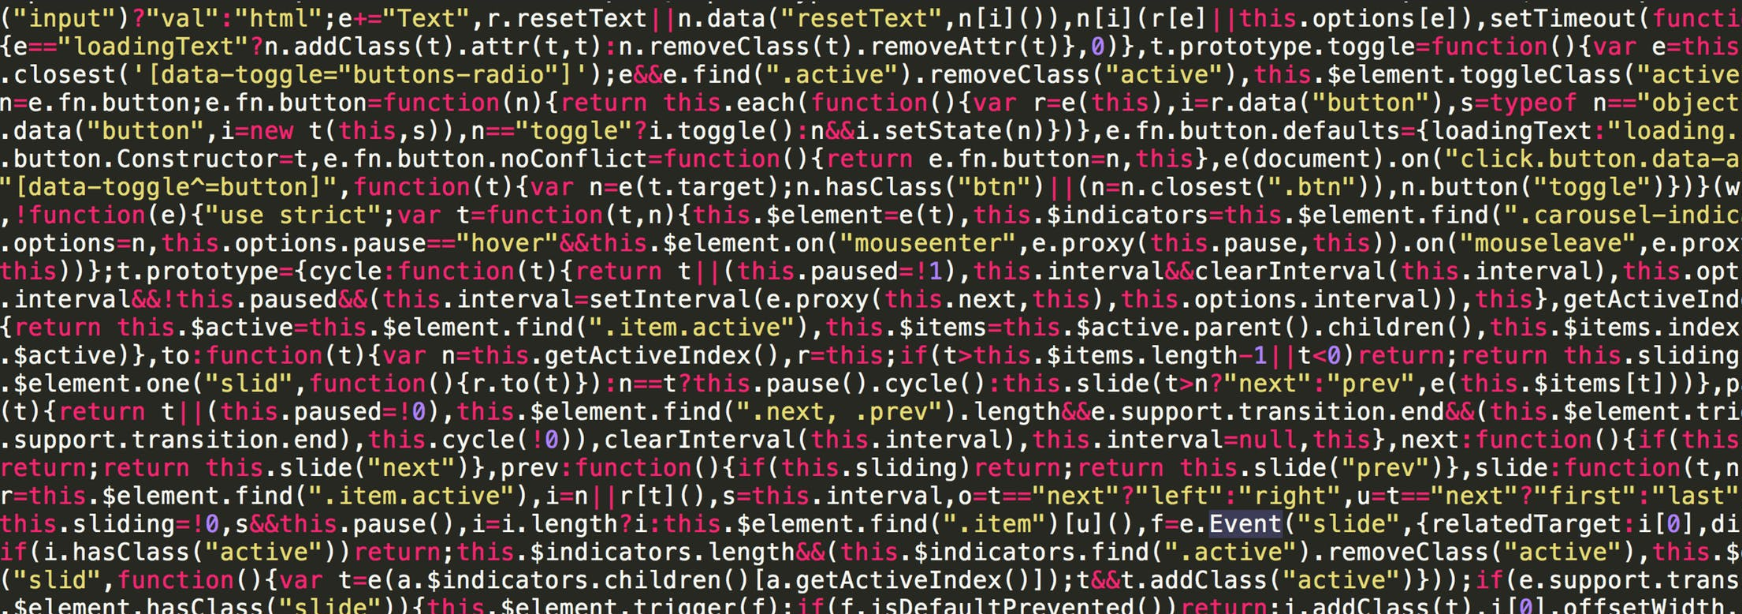 ("input")?"val":"html";e+="Text",r.resetText||n.data("resetText",n[i]()),n[i](r[e]||this.options[e]),setTimeout(functi
{e=="loadingText"?n.addClass(t).attr(t,t):n.removeClass(t).removeAttr(t)},0)},t.prototype.toggle=function(){var e=this
.closest('[data-toggle="buttons-radio"]');e&&e.find(".active").removeClass("active"),this.$element.toggleClass("active
n=e.fn.button;e.fn.button=function(n){return this.each(function(){var r=e(this),i=r.data("button"),s=typeof n=="object
.data("button",i=new t(this,s)),n=="toggle"?i.toggle():n&&i.setState(n)})},e.fn.button.defaults={loadingText:"loading.
.button.Constructor=t,e.fn.button.noConflict=function(){return e.fn.button=n,this},e(document).on("click.button.data-a
"[data-toggle^=button]",function(t){var n=e(t.target);n.hasClass("btn")||(n=n.closest(".btn")),n.button("toggle")})}(w
,!function(e){"use strict";var t=function(t,n){this.$element=e(t),this.$indicators=this.$element.find(".carousel-indic
.options=n,this.options.pause=="hover"&&this.$element.on("mouseenter",e.proxy(this.pause,this)).on("mouseleave",e.prox
this))};t.prototype={cycle:function(t){return t||(this.paused=!1),this.interval&&clearInterval(this.interval),this.opt
.interval&&!this.paused&&(this.interval=setInterval(e.proxy(this.next,this),this.options.interval)),this},getActiveInd
{return this.$active=this.$element.find(".item.active"),this.$items=this.$active.parent().children(),this.$items.index
.$active)},to:function(t){var n=this.getActiveIndex(),r=this;if(t>this.$items.length-1||t<0)return;return this.sliding
.$element.one("slid",function(){r.to(t)}):n==t?this.pause().cycle():this.slide(t>n?"next":"prev",e(this.$items[t]))},p
(t){return t||(this.paused=!0),this.$element.find(".next, .prev").length&&e.support.transition.end&&(this.$element.tri
.support.transition.end),this.cycle(!0)),clearInterval(this.interval),this.interval=null,this},next:function(){if(this
return;return this.slide("next")},prev:function(){if(this.sliding)return;return this.slide("prev")},slide:function(t,n
r=this.$element.find(".item.active"),i=n||r[t](),s=this.interval,o=t=="next"?"left":"right",u=t=="next"?"first":"last"
this.sliding=!0,s&&this.pause(),i=i.length?i:this.$element.find(".item")[u](),f=e.Event("slide",{relatedTarget:i[0],di
if(i.hasClass("active"))return;this.$indicators.length&&(this.$indicators.find(".active").removeClass("active"),this.$e
("slid",function(){var t=e(a.$indicators.children()[a.getActiveIndex()]);t&&t.addClass("active")}));if(e.support.trans
.$element.hasClass("slide")){this.$element.trigger(f);if(f.isDefaultPrevented())return;i.addClass(t),i[0].offsetWidth,